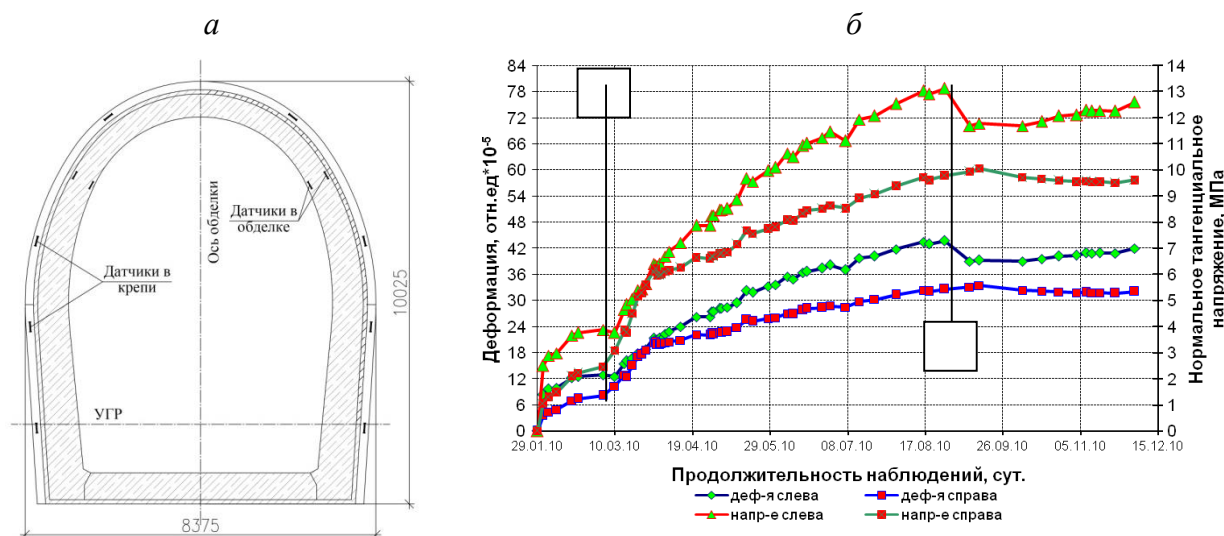 а
Датчики в
обделке
Ось обделки
Датчики в
крепи
УГР
10025
8375
б
Деформация, отн.ед*10-5
84
78
72
66
60
54
48
42
36
30
24
18
12
6
0
14
13
12
11
10
9
8
7
6
5
4
3
2
1
0
Нормальное тангенциальное
напряжение, МПа
29.01.10 10.03.10 19.04.10 29.05.10 08.07.10 17.08.10 26.09.10 05.11.10 15.12.10
Продолжительность наблюдений, сут.
деф-я слева деф-я справа
напр-е слева напр-е справа